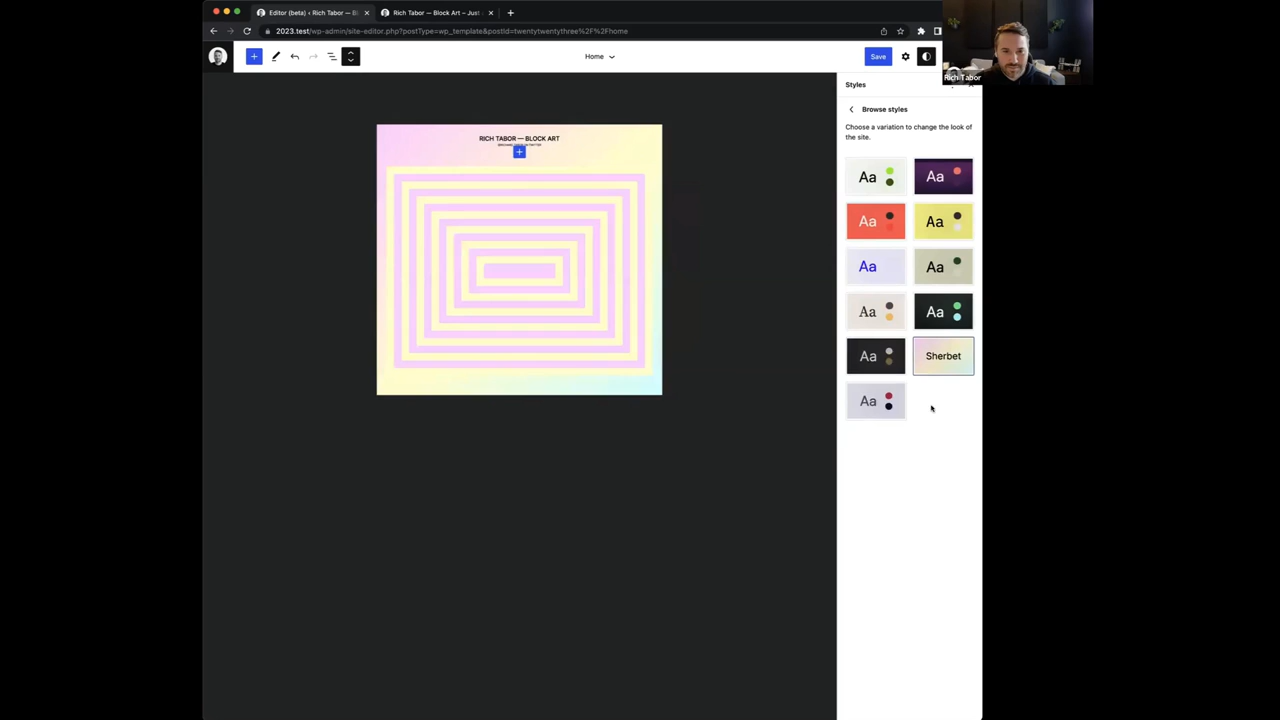 Editor (beta) ‹ Rich Tabor — Bl
Rich Tabor — Block Art – Just
2023.test/wp-admin/site-editor.php?postType=wp_template&postId=twentytwentythree%2F%2Fhome
Rich Tabor
Home
Save
Styles
Browse styles
Choose a variation to change the look of
the site.
RICH TABOR — BLOCK ART
Aa
Aa
Aa
Aa
Aa
Aa
Aa
Aa
Aa
Sherbet
Aa